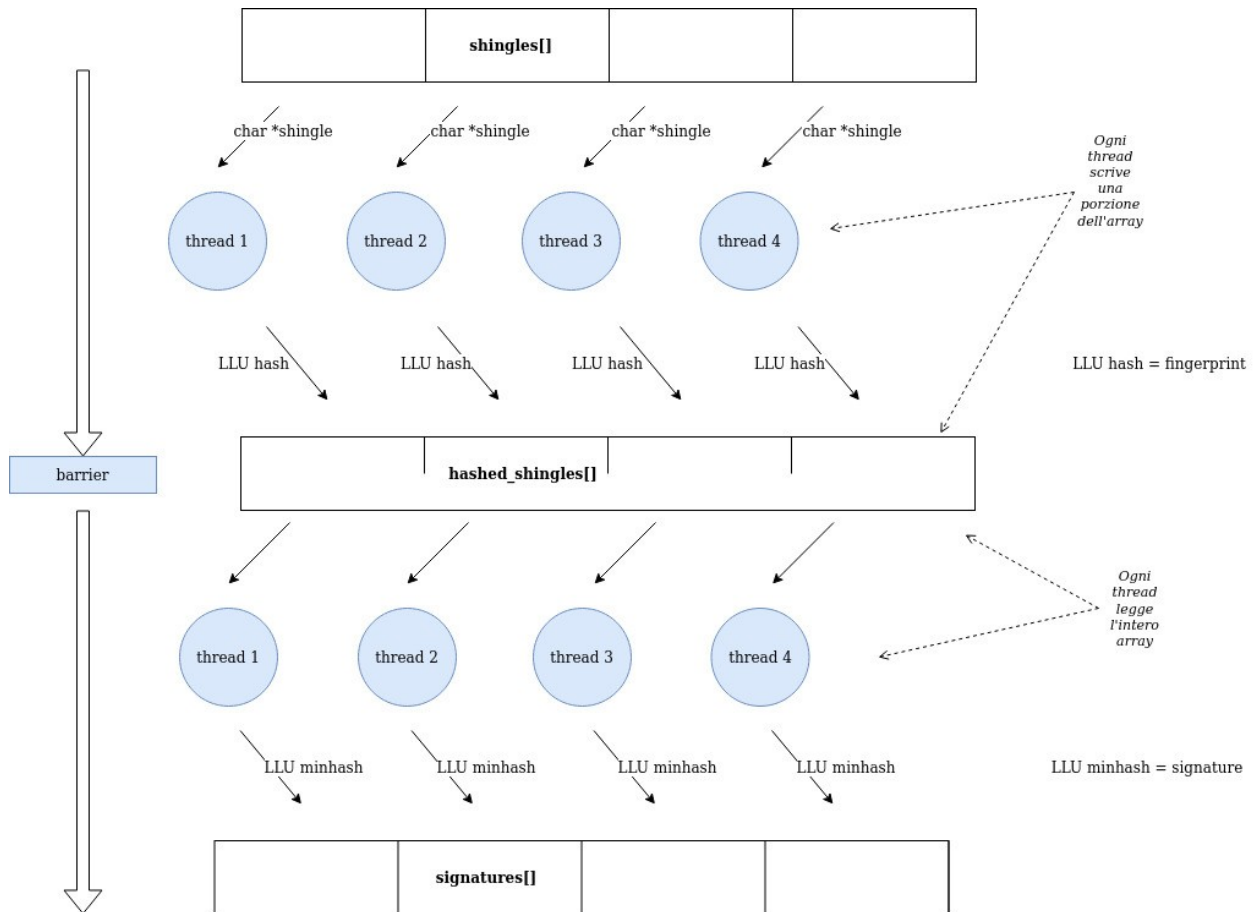 shingles[]
char *shingle
char *shingle
char *shingle
char *shingle
Ogni
thread
scrive
una
porzione
dell'array
thread 1
thread 2
thread 3
thread 4
LLU hash
LLU hash
LLU hash
LLU hash
LLU hash = fingerprint
barrier
hashed_shingles[]
Ogni
thread
legge
l'intero
array
thread 1
thread 2
thread 3
thread 4
LLU minhash
LLU minhash
LLU minhash
LLU minhash
LLU minhash = signature
signatures[]